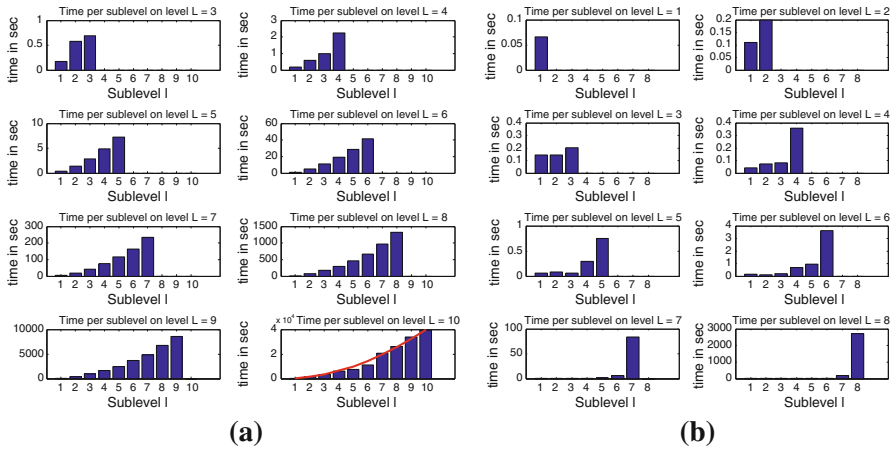 Time per sublevel on level L = 3
time in sec
1
0.5
0
1 2 3 4 5 6 7 8 9 10
Sublevel l
Time per sublevel on level L = 4
time in sec
3
2
1
0
1 2 3 4 5 6 7 8 9 10
Sublevel l
Time per sublevel on level L = 5
time in sec
10
5
0
1 2 3 4 5 6 7 8 9 10
Sublevel l
Time per sublevel on level L = 6
time in sec
60
40
20
0
1 2 3 4 5 6 7 8 9 10
Sublevel l
Time per sublevel on level L = 7
time in sec
300
200
100
0
1 2 3 4 5 6 7 8 9 10
Sublevel l
Time per sublevel on level L = 8
time in sec
1500
1000
500
0
1 2 3 4 5 6 7 8 9 10
Sublevel l
Time per sublevel on level L = 9
time in sec
10000
5000
0
1 2 3 4 5 6 7 8 9 10
Sublevel l
x 10^4 Time per sublevel on level L = 10
time in sec
4
2
0
1 2 3 4 5 6 7 8 9 10
Sublevel l
(a)
Time per sublevel on level L = 1
time in sec
0.1
0.05
0
1 2 3 4 5 6 7 8
Sublevel l
Time per sublevel on level L = 2
time in sec
0.2
0.15
0.1
0.05
0
1 2 3 4 5 6 7 8
Sublevel l
Time per sublevel on level L = 3
time in sec
0.4
0.3
0.2
0.1
0
1 2 3 4 5 6 7 8
Sublevel l
Time per sublevel on level L = 4
time in sec
0.4
0.3
0.2
0.1
0
1 2 3 4 5 6 7 8
Sublevel l
Time per sublevel on level L = 5
time in sec
1
0.5
0
1 2 3 4 5 6 7 8
Sublevel l
Time per sublevel on level L = 6
time in sec
4
3
2
1
0
1 2 3 4 5 6 7 8
Sublevel l
Time per sublevel on level L = 7
time in sec
100
50
0
1 2 3 4 5 6 7 8
Sublevel l
Time per sublevel on level L = 8
time in sec
3000
2000
1000
0
1 2 3 4 5 6 7 8
Sublevel l
(b)